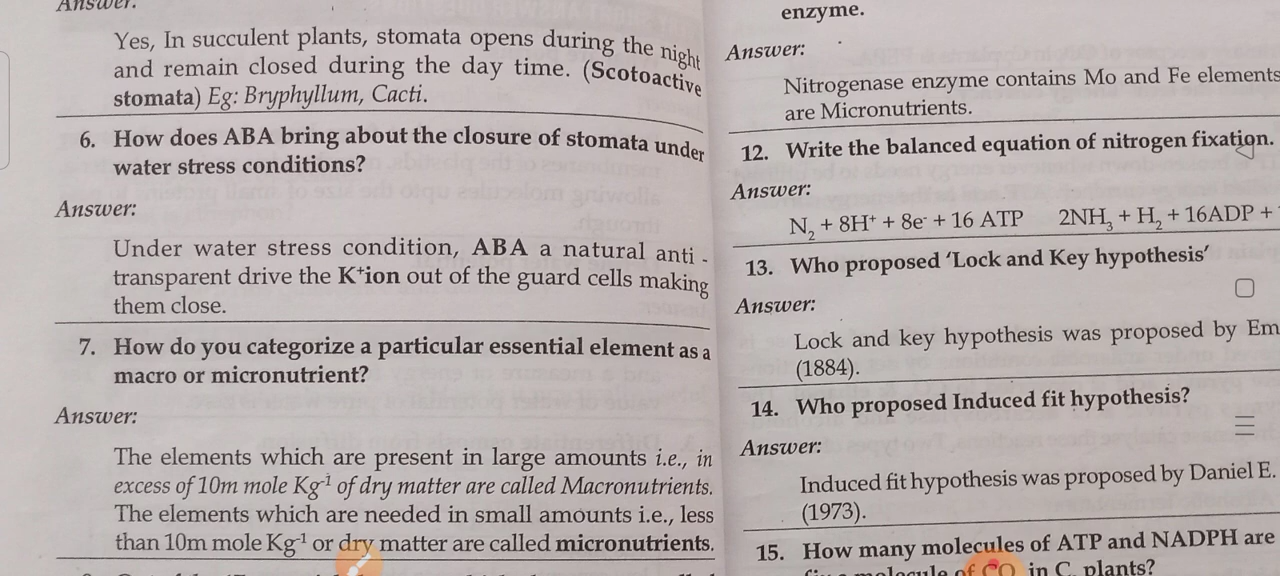 Answer.
Yes, In succulent plants, stomata opens during the night
and remain closed during the day time. (Scotoactive
stomata) Eg: Bryphyllum, Cacti.
6. How does ABA bring about the closure of stomata under
water stress conditions?
Answer:
Under water stress condition, ABA a natural anti -
transparent drive the K⁺ion out of the guard cells making
them close.
7. How do you categorize a particular essential element as a
macro or micronutrient?
Answer:
The elements which are present in large amounts i.e., in
excess of 10m mole Kg⁻¹ of dry matter are called Macronutrients.
The elements which are needed in small amounts i.e., less
than 10m mole Kg⁻¹ or dry matter are called micronutrients.
enzyme.
Answer:
Nitrogenase enzyme contains Mo and Fe elements
are Micronutrients.
12. Write the balanced equation of nitrogen fixation.
Answer:
N₂ + 8H⁺ + 8e⁻ + 16 ATP 2NH₃ + H₂ + 16ADP +
13. Who proposed ‘Lock and Key hypothesis’
Answer:
Lock and key hypothesis was proposed by Em
(1884).
14. Who proposed Induced fit hypothesis?
Answer:
Induced fit hypothesis was proposed by Daniel E.
(1973).
15. How many molecules of ATP and NADPH are
molecule of CO in C plants?